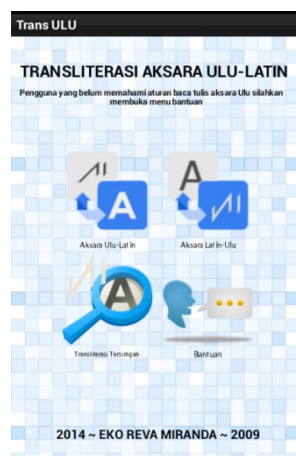 Trans ULU
TRANSLITERASI AKSARA ULU-LATIN
Pengguna yang belum memahami aturan baca tulis aksara Ulu silahkan
membuka menu bantuan
A
A
Aksara Ulu-Latin
Aksara Latin-Ulu
A
Transliterasi Tersimpan
Bantuan
2014 ~ EKO REVA MIRANDA ~ 2009